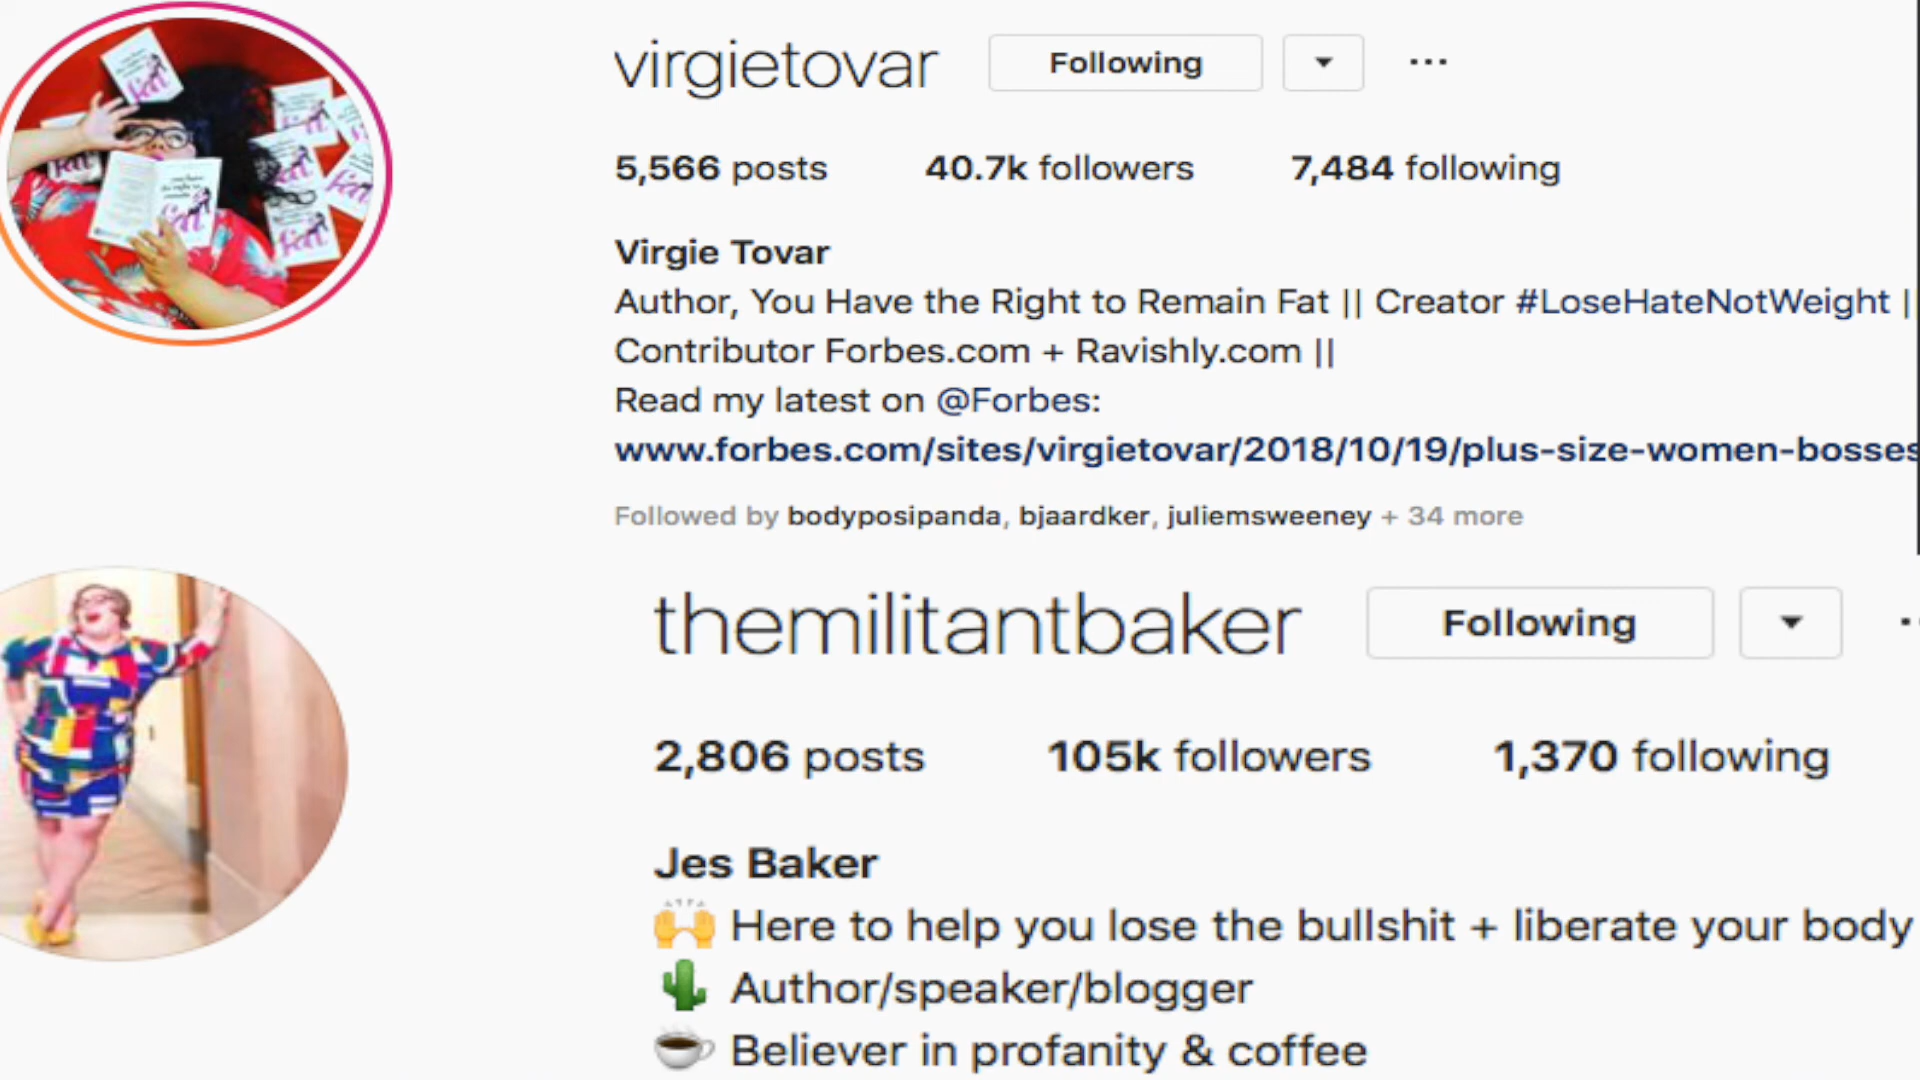 virgietovar Following ...
5,566 posts 40.7k followers 7,484 following
Virgie Tovar
Author, You Have the Right to Remain Fat || Creator #LoseHateNotWeight |
Contributor Forbes.com + Ravishly.com ||
Read my latest on @Forbes:
www.forbes.com/sites/virgietovar/2018/10/19/plus-size-women-bosses
Followed by bodyposipanda, bjaardker, juliemsweeney + 34 more
themilitantbaker Following
2,806 posts 105k followers 1,370 following
Jes Baker
🙌 Here to help you lose the bullshit + liberate your body
🌵 Author/speaker/blogger
☕ Believer in profanity & coffee
fat